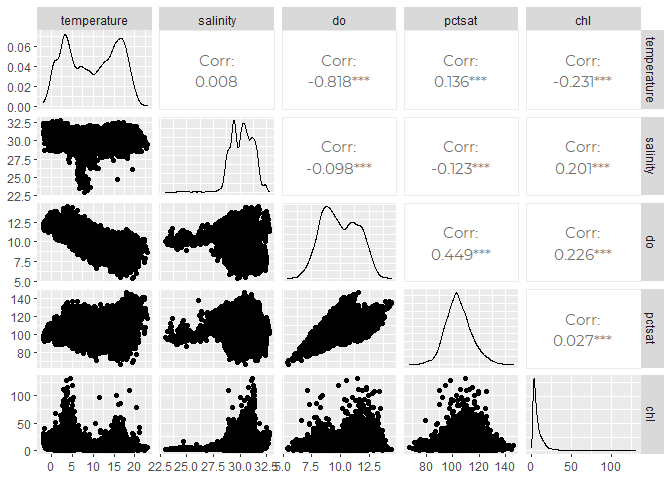 temperature salinity do pctsat chl
0.06
0.04
0.02
0.00
Corr:
0.008
Corr:
-0.818***
Corr:
0.136***
Corr:
-0.231***
temperature
32.5
30.0
27.5
25.0
22.5
Corr:
-0.098***
Corr:
-0.123***
Corr:
0.201***
salinity
12.5
10.0
7.5
5.0
Corr:
0.449***
Corr:
0.226***
do
140
120
100
80
Corr:
0.027***
pctsat
100
50
0
chl
0 5 10 15 20 22.5 25.0 27.5 30.0 32.5 5.0 7.5 10.0 12.5 80 100 120 140 0 50 100